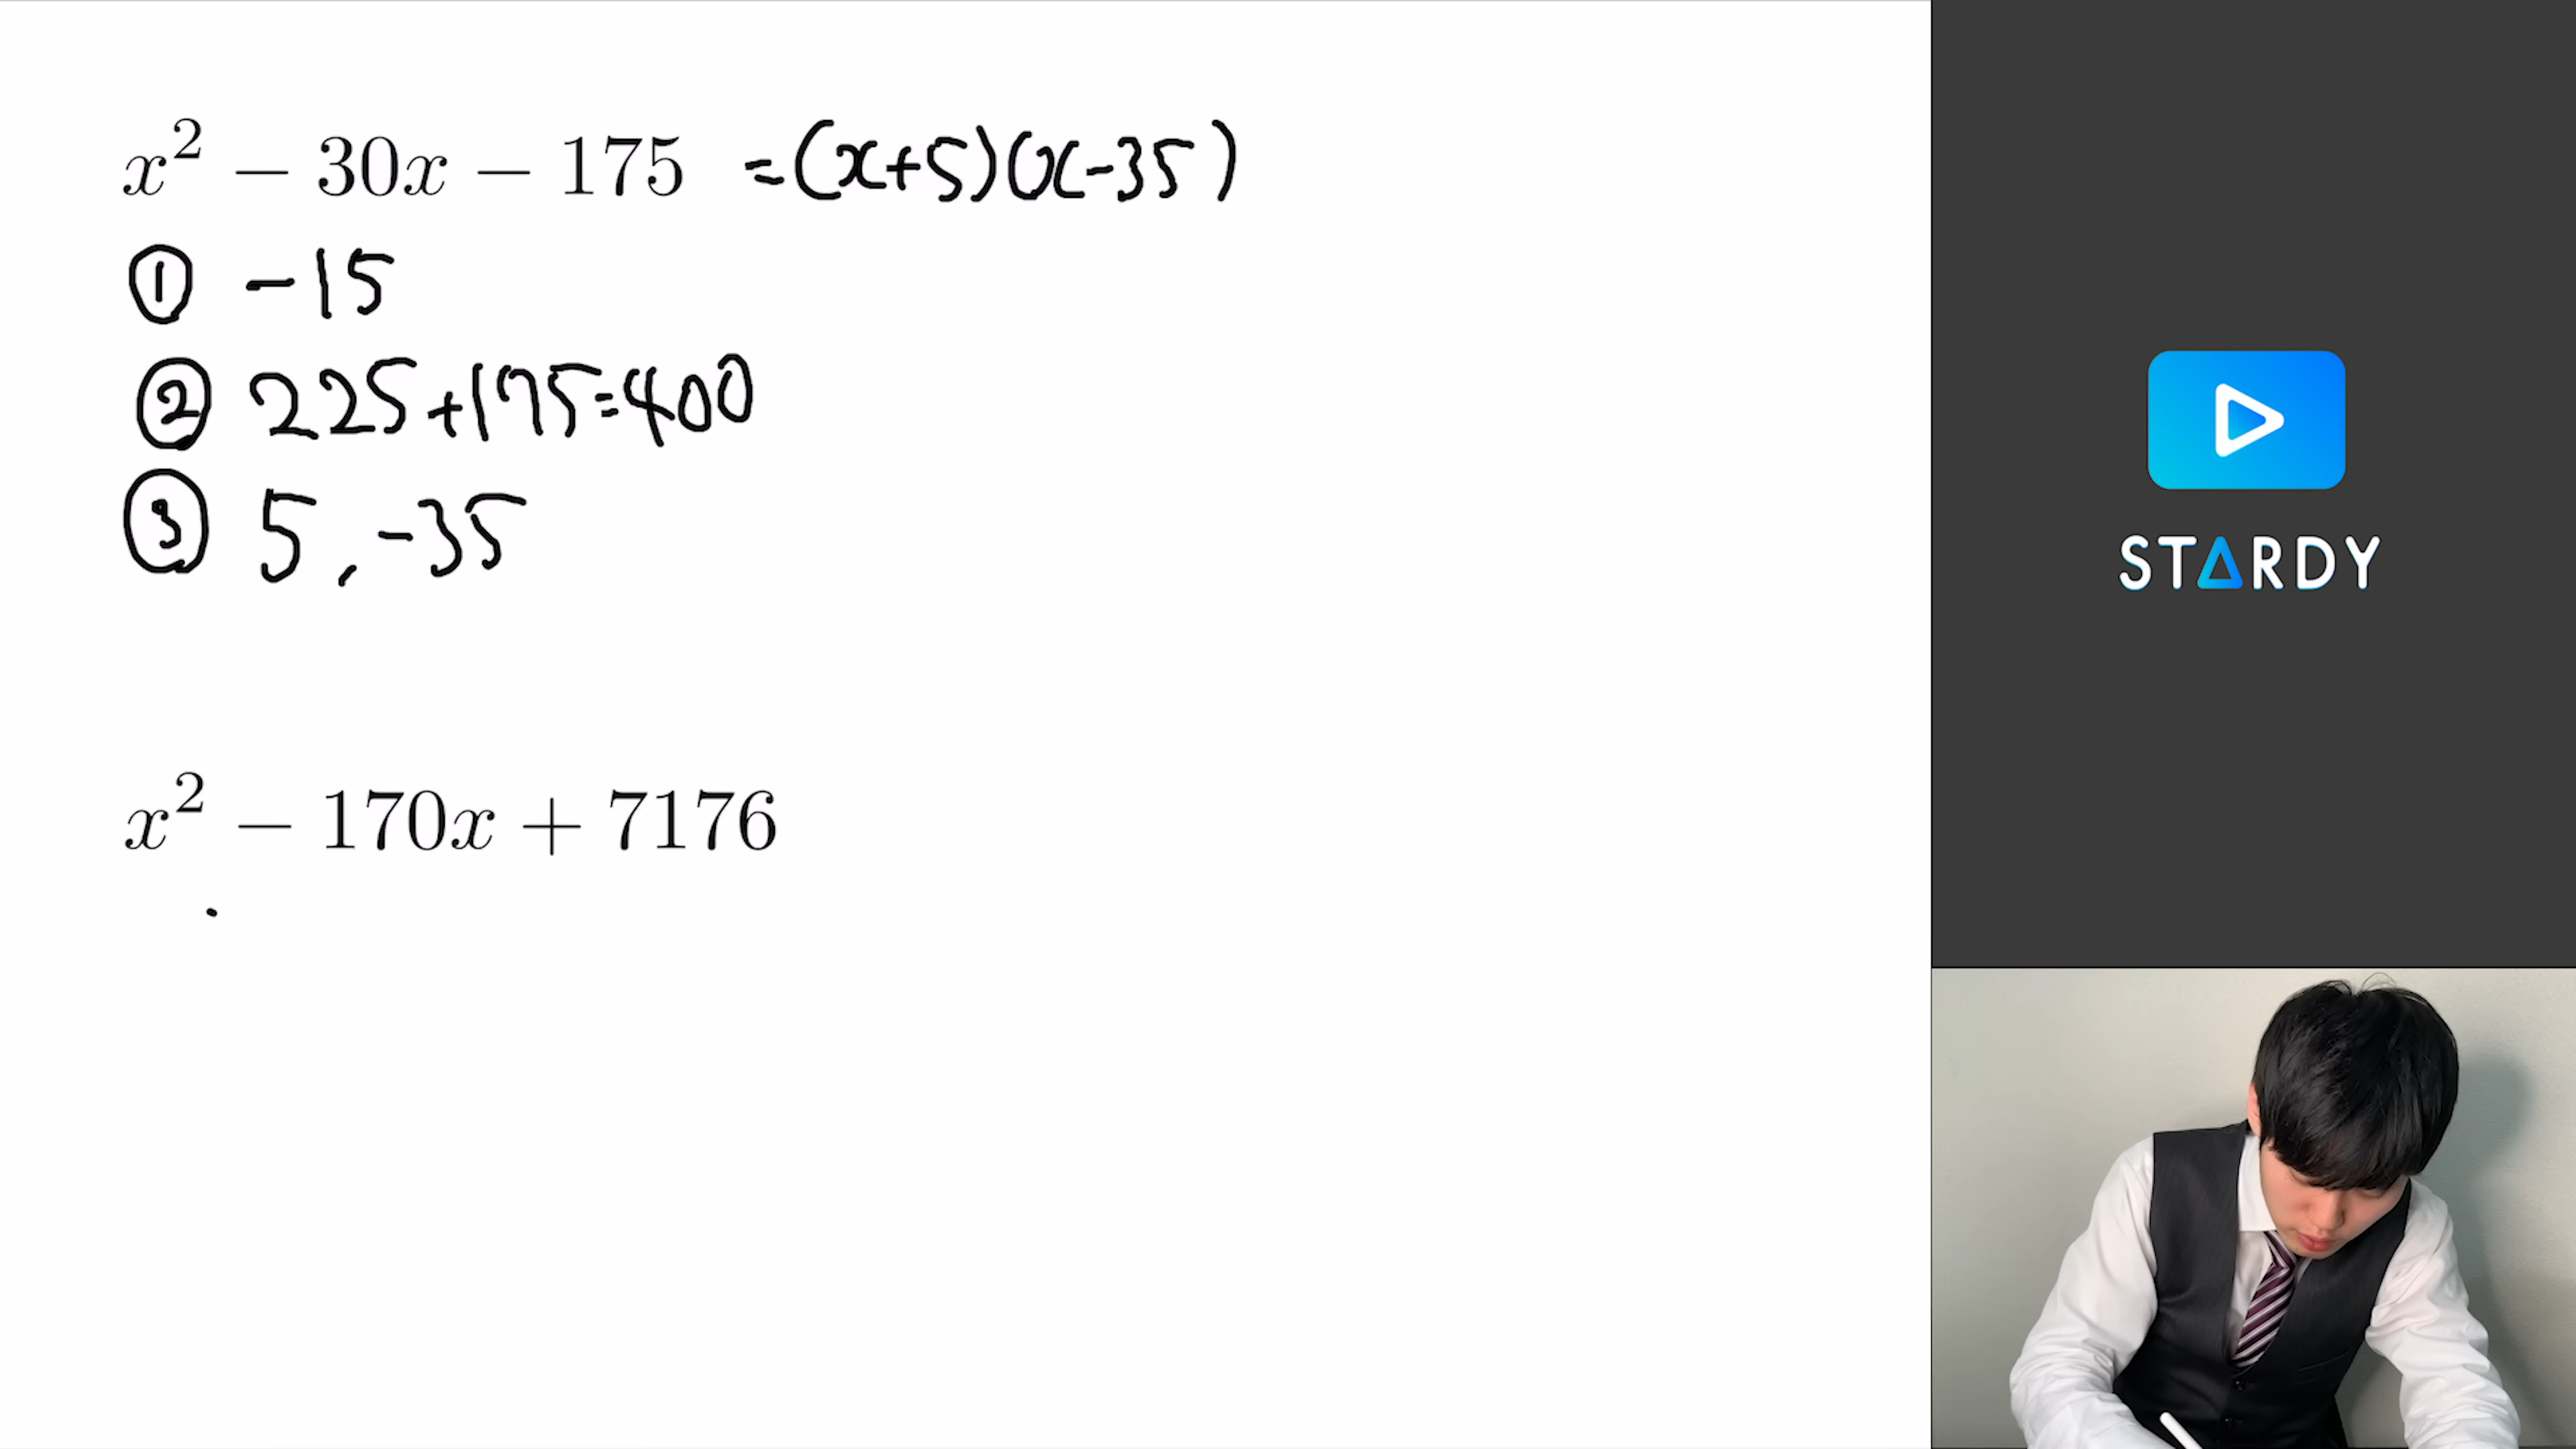 x² − 30x − 175 = (x+5)(x-35)
① -15
② 225+175=400
③ 5, -35
x² − 170x + 7176
STARDY